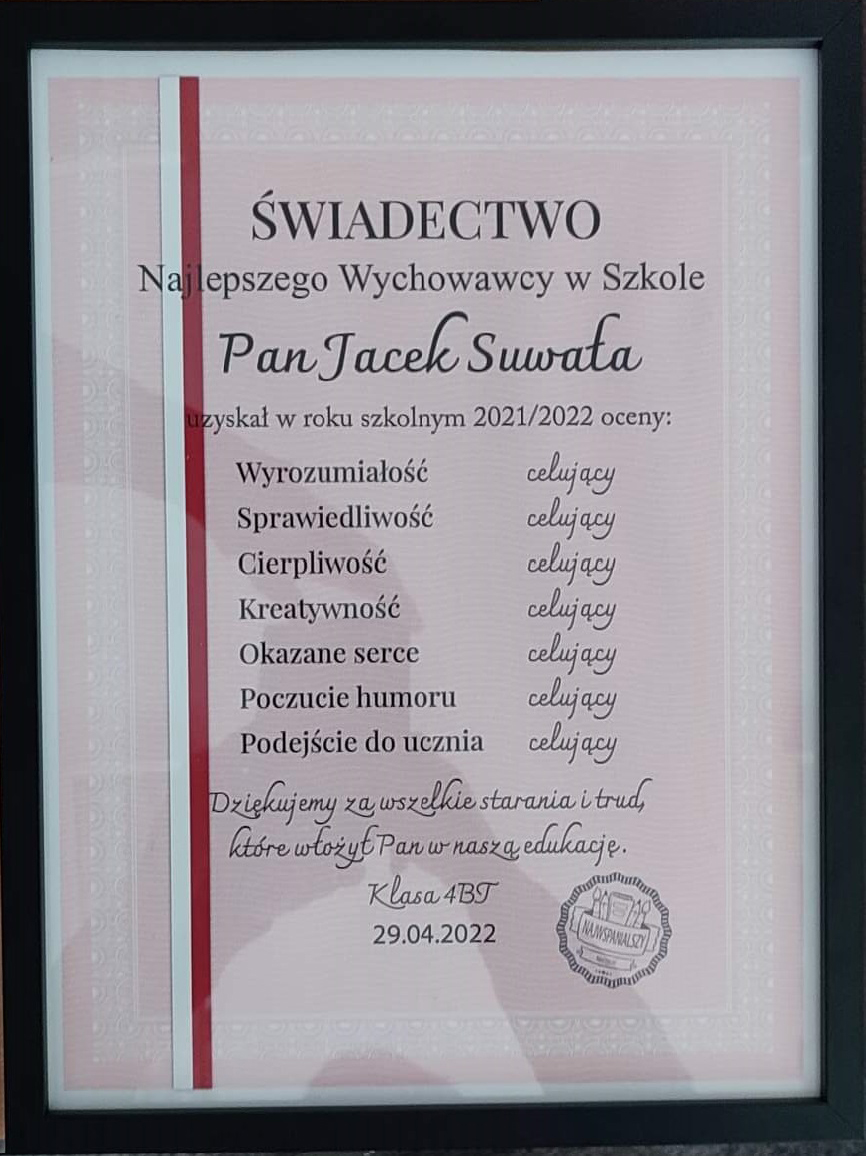 ŚWIADECTWO
Najlepszego Wychowawcy w Szkole
Pan Jacek Suwała
uzyskał w roku szkolnym 2021/2022 oceny:
Wyrozumiałość celujący
Sprawiedliwość celujący
Cierpliwość celujący
Kreatywność celujący
Okazane serce celujący
Poczucie humoru celujący
Podejście do ucznia celujący
Dziękujemy za wszelkie starania i trud,
które włożył Pan w naszą edukację.
Klasa 4BT
29.04.2022
NAJWSPANIALSZY